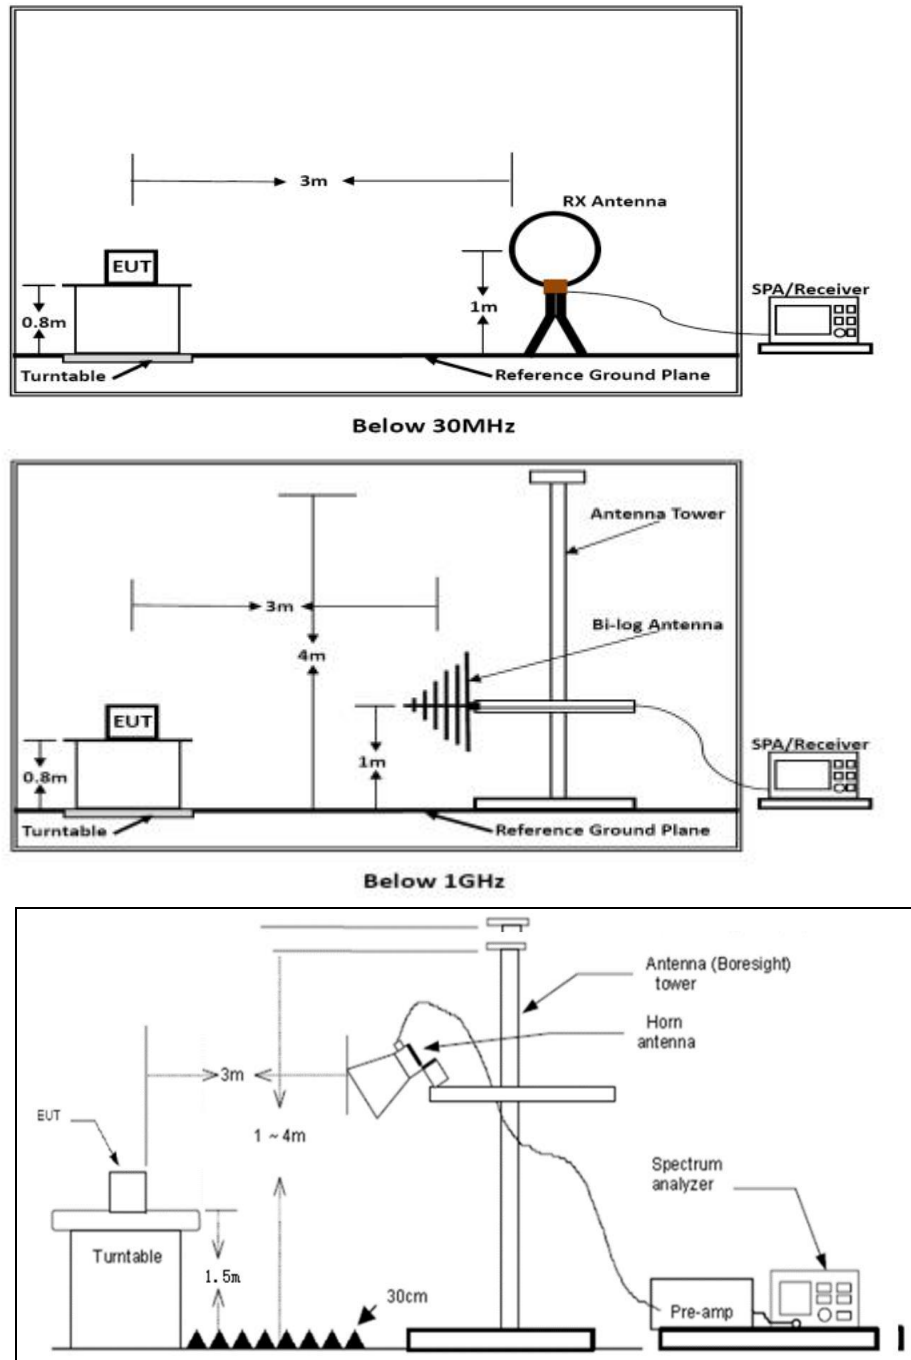 3m
RX Antenna
EUT
1m
SPA/Receiver
0.8m
Turntable
Reference Ground Plane
Below 30MHz
Antenna Tower
3m
Bi-log Antenna
4m
EUT
1m
SPA/Receiver
0.8m
Turntable
Reference Ground Plane
Below 1GHz
Antenna (Boresight)
tower
Horn
antenna
3m
EUT
1 ~ 4m
Spectrum
analyzer
Turntable
1.5m
30cm
Pre-amp